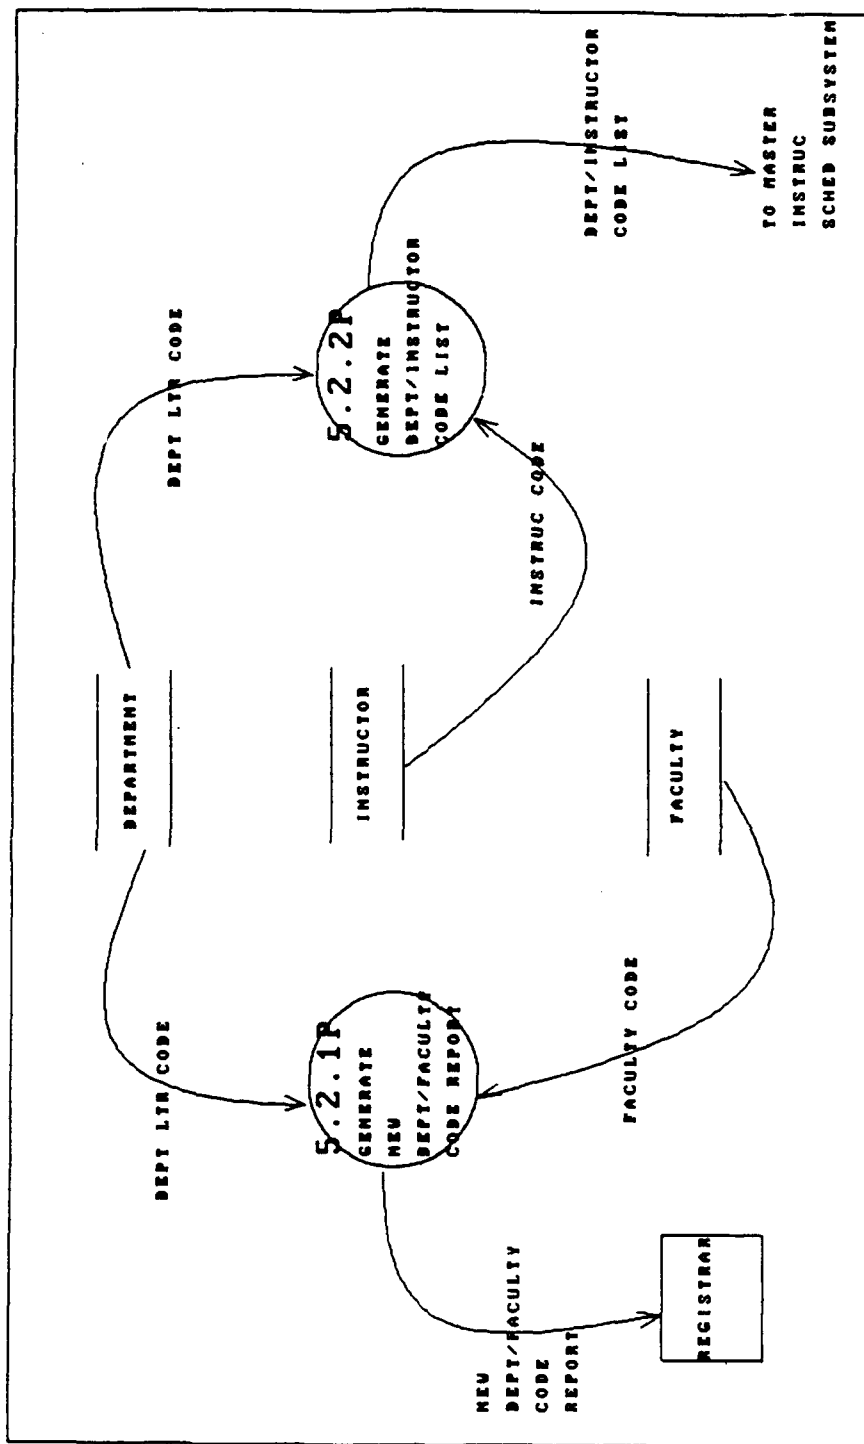 DEPT LTR CODE
DEPARTMENT
DEPT LTR CODE
5.2.1P
GENERATE
NEW
DEPT/FACULTY
CODE REPORT
INSTRUCTOR
5.2.2P
GENERATE
DEPT/INSTRUCTOR
CODE LIST
NEW
DEPT/FACULTY
CODE
REPORT
FACULTY CODE
INSTRUC CODE
DEPT/INSTRUCTOR
CODE LIST
REGISTRAR
FACULTY
TO MASTER
INSTRUC
SCHED SUBSYSTEM